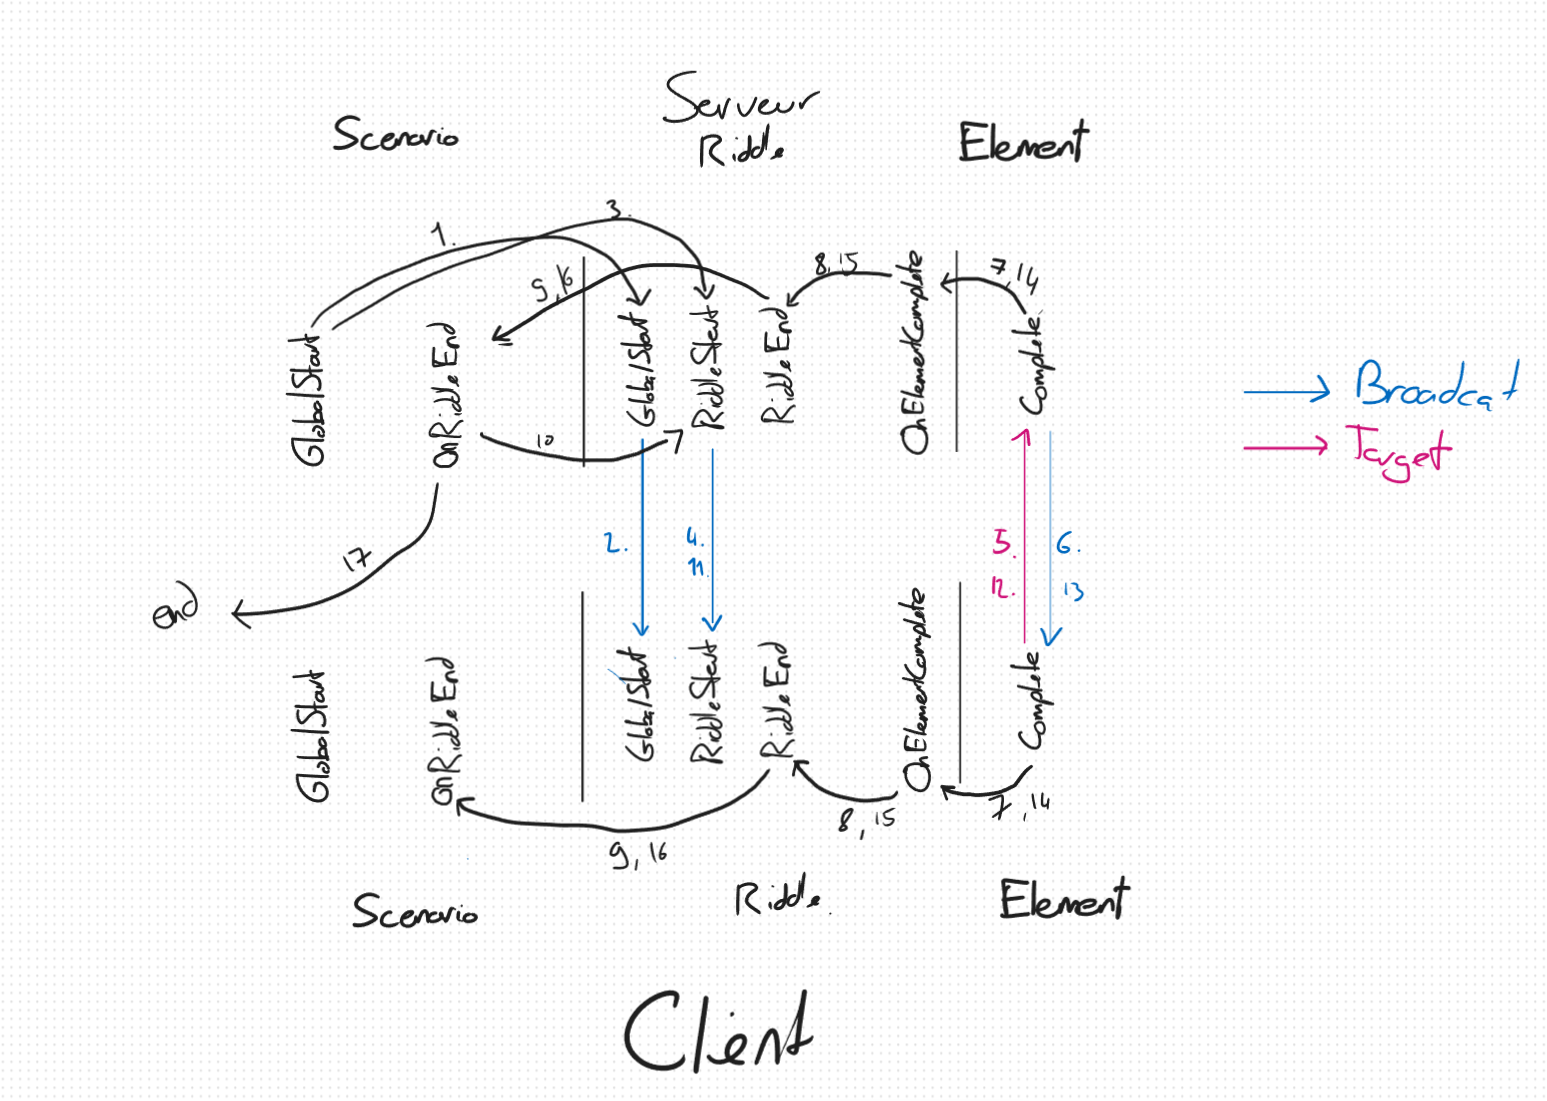 Serveur
Scenario
Riddle
Element
1.
3.
9,16
8,15
7,14
GlobalStart
OnRiddleEnd
GlobalStart
RiddleStart
RiddleEnd
OnElementComplete
Complete
10
Broadcat
Target
17
2.
4.
11.
5.
12.
6.
13
end
GlobalStart
OnRiddleEnd
GlobalStart
RiddleStart
RiddleEnd
OnElementComplete
Complete
9,16
8,15
7,14
Scenario
Riddle.
Element
Client